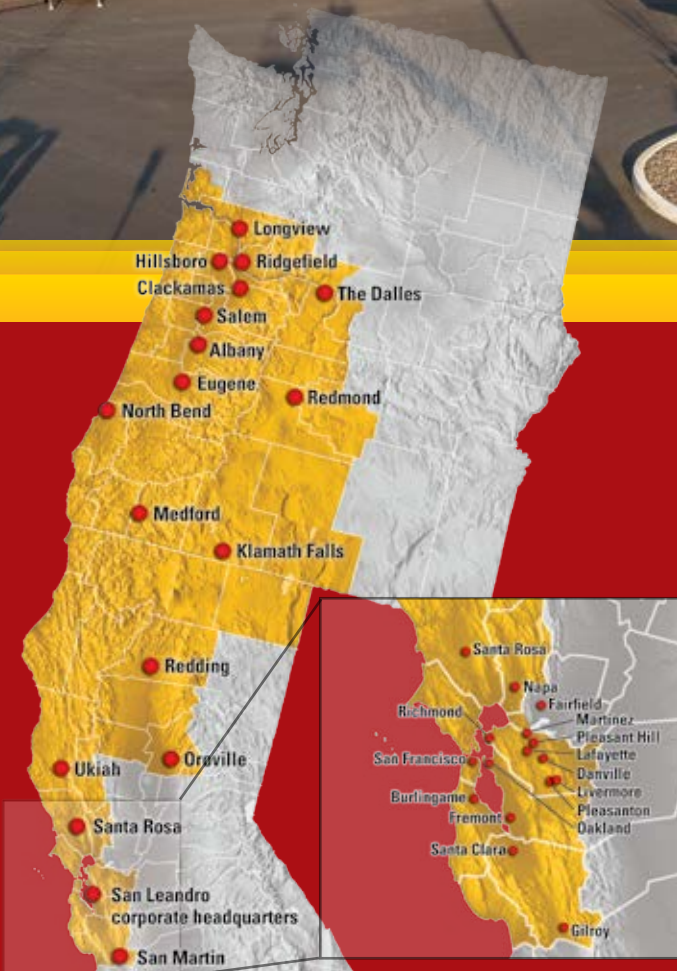 Longview
Hillsboro
Ridgefield
Clackamas
The Dalles
Salem
Albany
Eugene
Redmond
North Bend
Medford
Klamath Falls
Redding
Oroville
Ukiah
Santa Rosa
San Leandro
corporate headquarters
San Martin
Santa Rosa
Napa
Fairfield
Richmond
Martinez
Pleasant Hill
San Francisco
Lafayette
Danville
Burlingame
Livermore
Pleasanton
Fremont
Oakland
Santa Clara
Gilroy